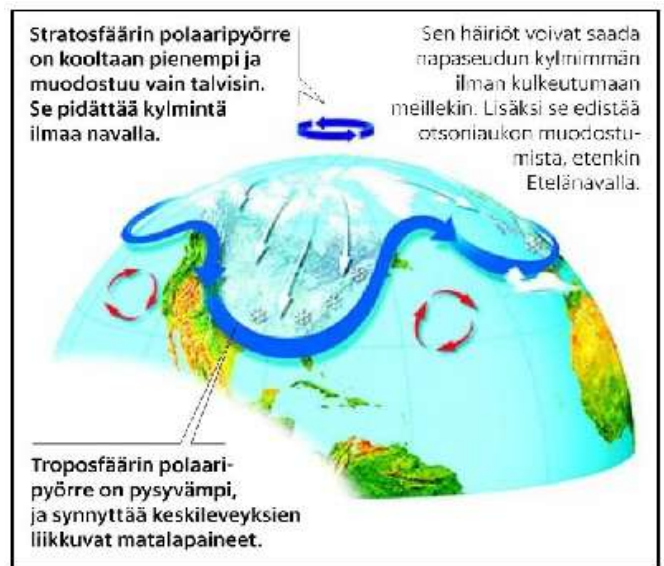 Stratosfäärin polaaripyörre
on kooltaan pienempi ja
muodostuu vain talvisin.
Se pidättää kylmintä
ilmaa navalla.
Sen häiriöt voivat saada
napaseudun kylmimmän
ilman kulkeutumaan
meillekin. Lisäksi se edistää
otsoniaukon muodostu-
mista, etenkin
Etelänavalla.
Troposfäärin polaari-
pyörre on pysyvämpi,
ja synnyttää keskileveyksien
liikkuvat matalapaineet.